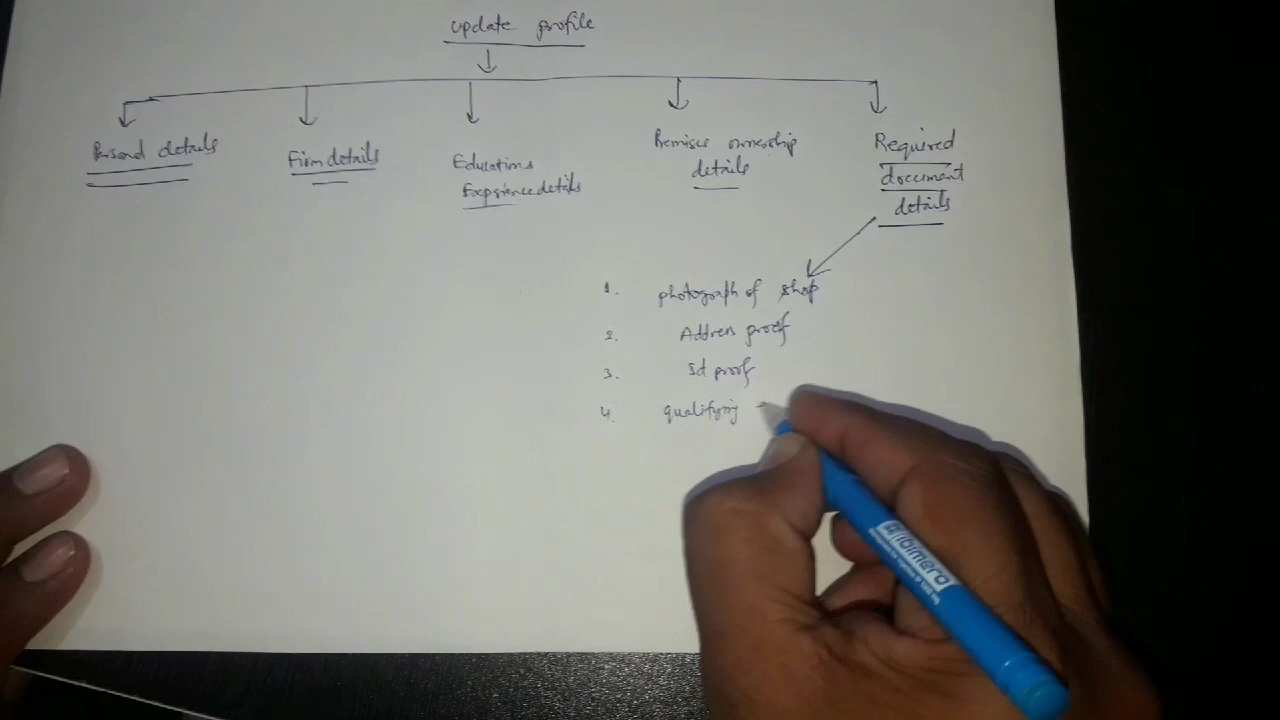 update profile
Personal details
Firm details
Educations
Experience details
Premises ownership
details
Required
document
details
1. photograph of shop
2. Address proof
3. Id proof
4. qualifying